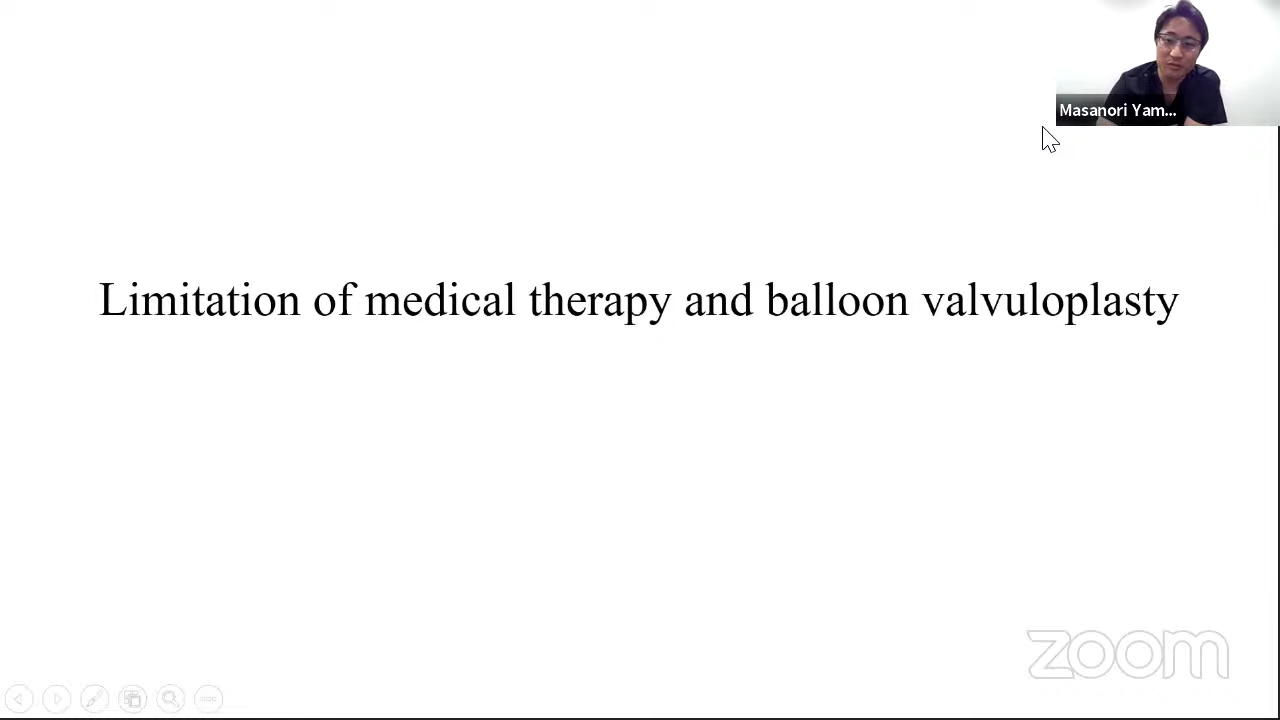 Masanori Yam...
Limitation of medical therapy and balloon valvuloplasty
zoom